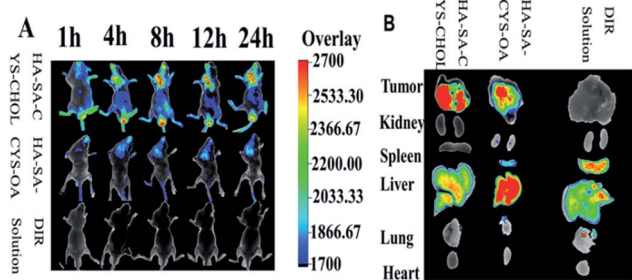 A
1h 4h 8h 12h 24h
HA-SA-C
YS-CHOL
HA-SA-
CYS-OA
DIR
Solution
Overlay
2700
2533.30
2366.67
2200.00
2033.33
1866.67
1700
B
HA-SA-C
YS-CHOL
HA-SA-
CYS-OA
DIR
Solution
Tumor
Kidney
Spleen
Liver
Lung
Heart